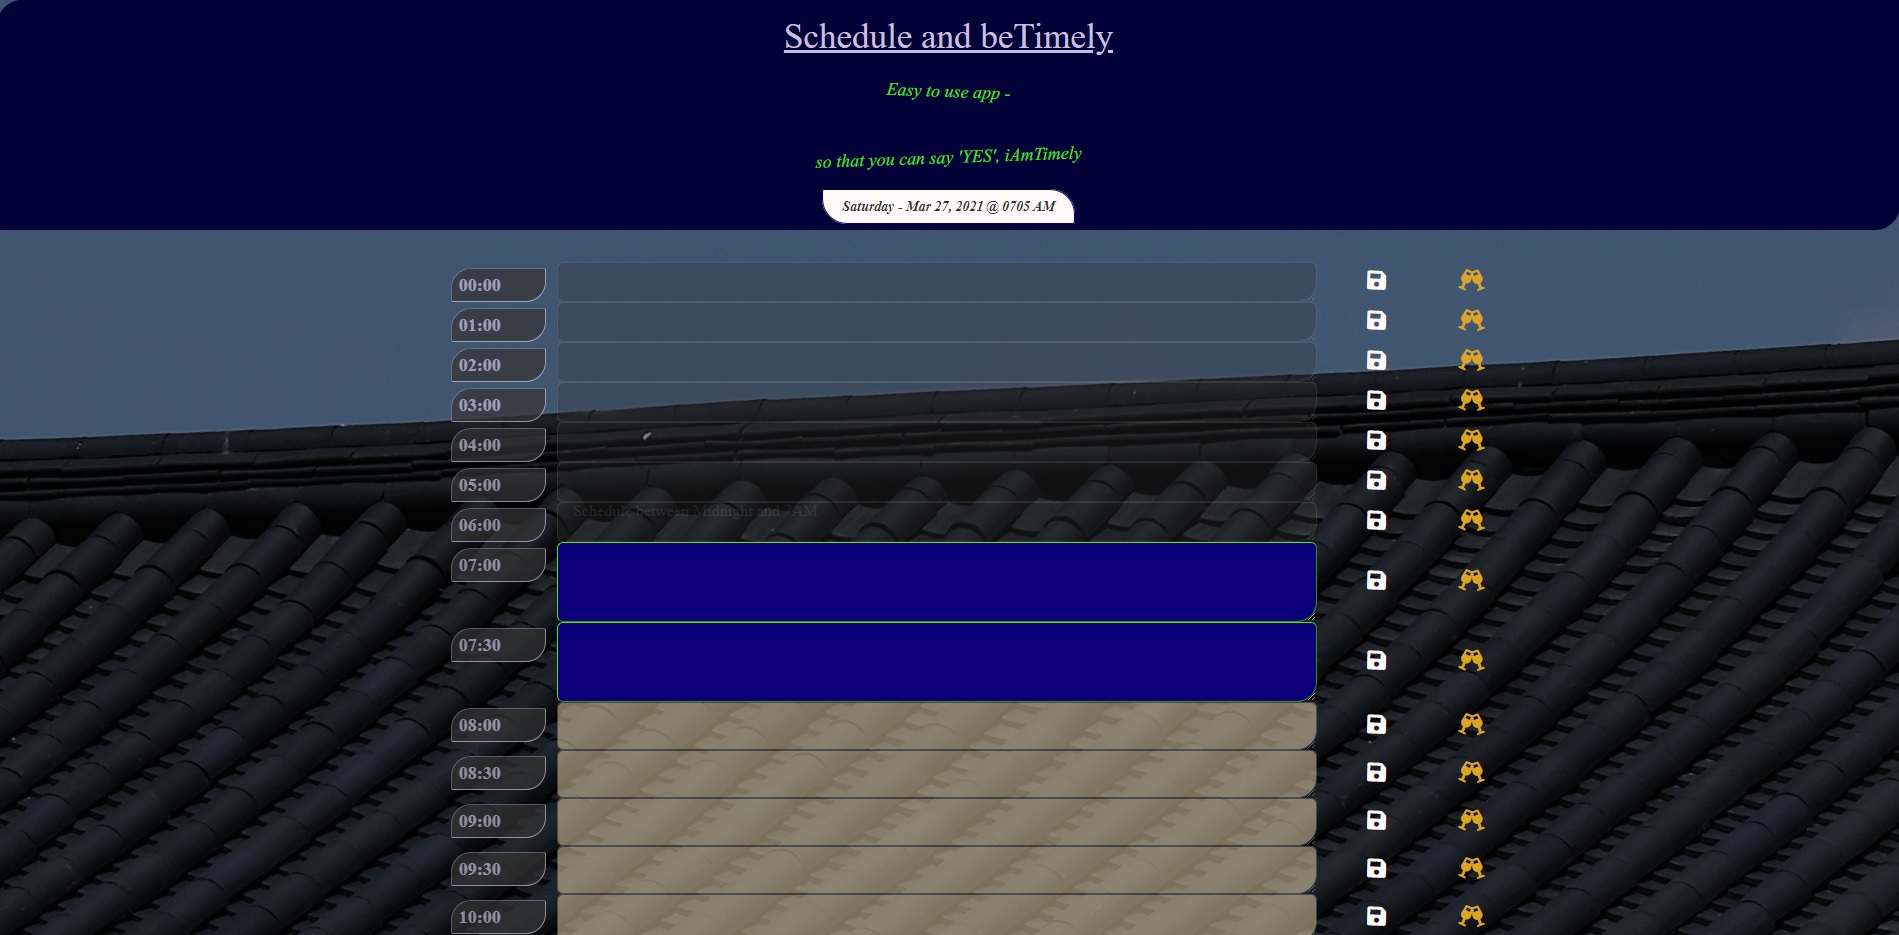 Schedule and beTimely
Easy to use app -
so that you can say 'YES', iAmTimely
Saturday - Mar 27, 2021 @ 0705 AM
00:00
01:00
02:00
03:00
04:00
05:00
06:00 Schedule between Midnight and 7AM
07:00
07:30
08:00
08:30
09:00
09:30
10:00